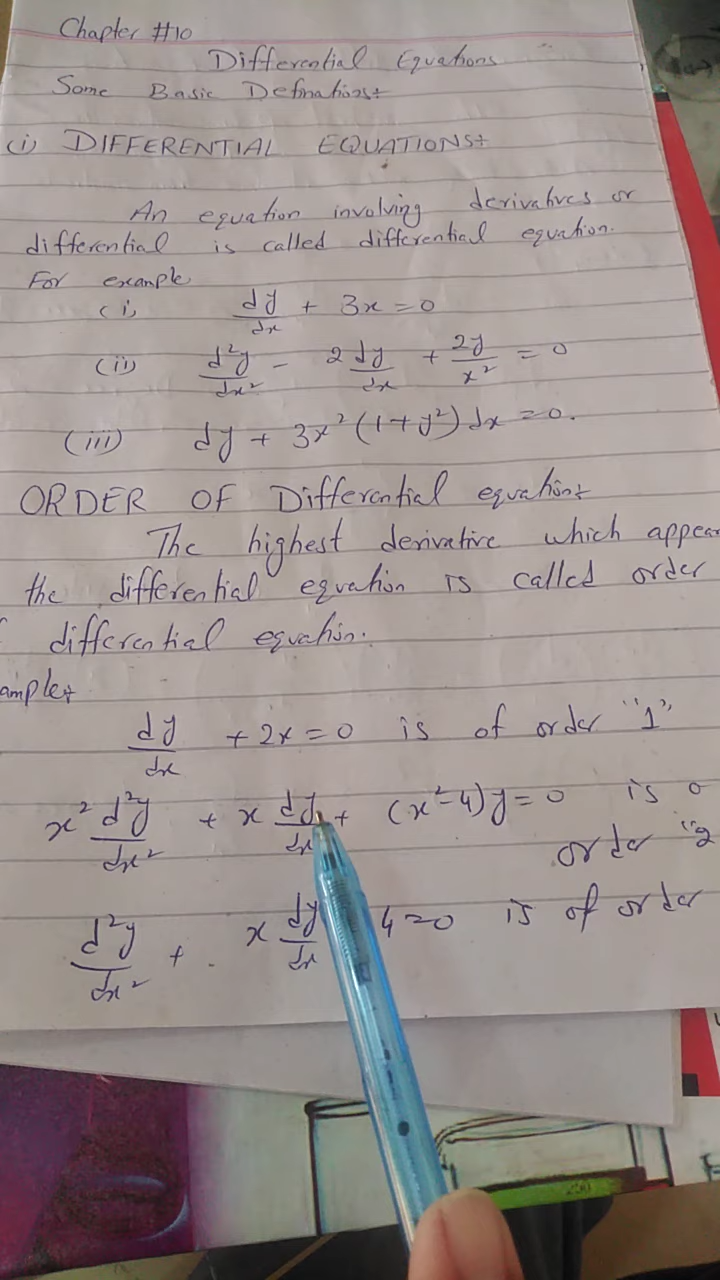 Chapter #10
Differential Equations
Some Basic Definations:
(i) DIFFERENTIAL EQUATIONS:
An equation involving derivatives or
differential is called differential equation.
For example
(i) dy/dx + 3x = 0
(ii) d²y/dx² - 2 dy/dx + 2y/x² = 0
(iii) dy + 3x² (1+y²) dx = 0.
ORDER OF Differential equation:
The highest derivative which appear
the differential equation is called order
differential equation.
ample:
dy/dx + 2x = 0 is of order "1"
x² d²y/dx² + x dy/dx + (x²-4)y = 0 is o
order "2
d²y/dx² + x dy/dx 4 = 0 is of order
230